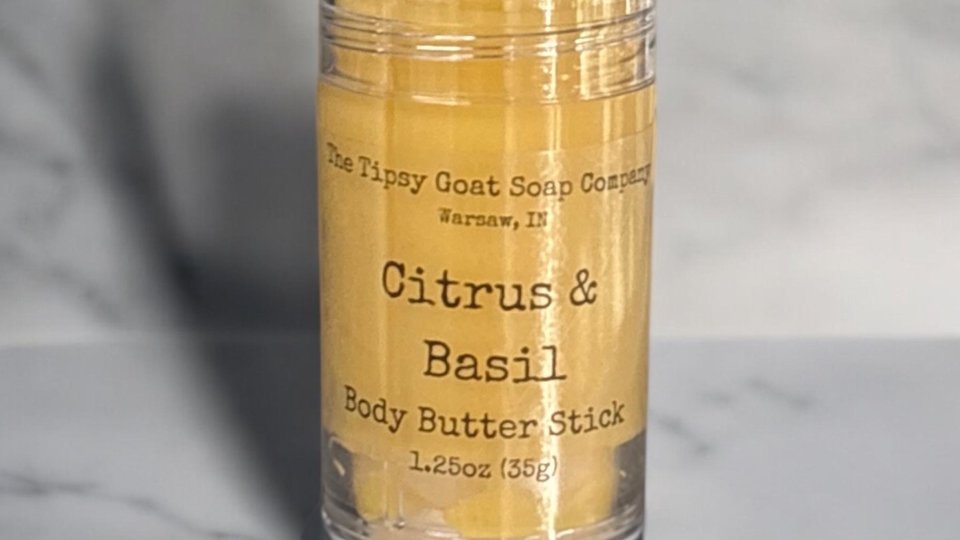 The Tipsy Goat Soap Company
Warsaw, IN
Citrus &
Basil
Body Butter Stick
1.25oz (35g)